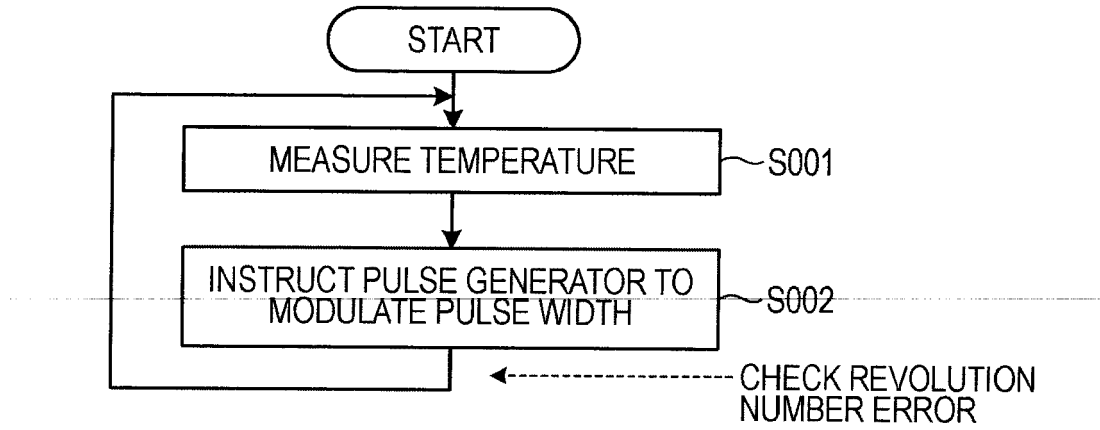 START
MEASURE TEMPERATURE
S001
INSTRUCT PULSE GENERATOR TO
MODULATE PULSE WIDTH
S002
CHECK REVOLUTION
NUMBER ERROR